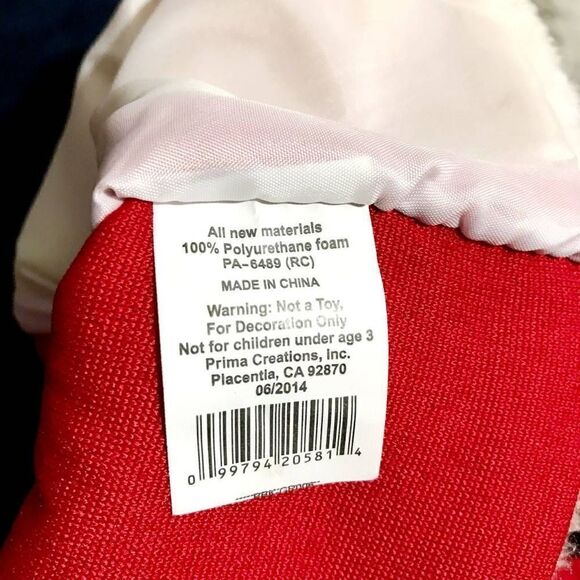 All new materials
100% Polyurethane foam
PA-6489 (RC)
MADE IN CHINA
Warning: Not a Toy,
For Decoration Only
Not for children under age 3
Prima Creations, Inc.
Placentia, CA 92870
06/2014
0 99794 20581 4